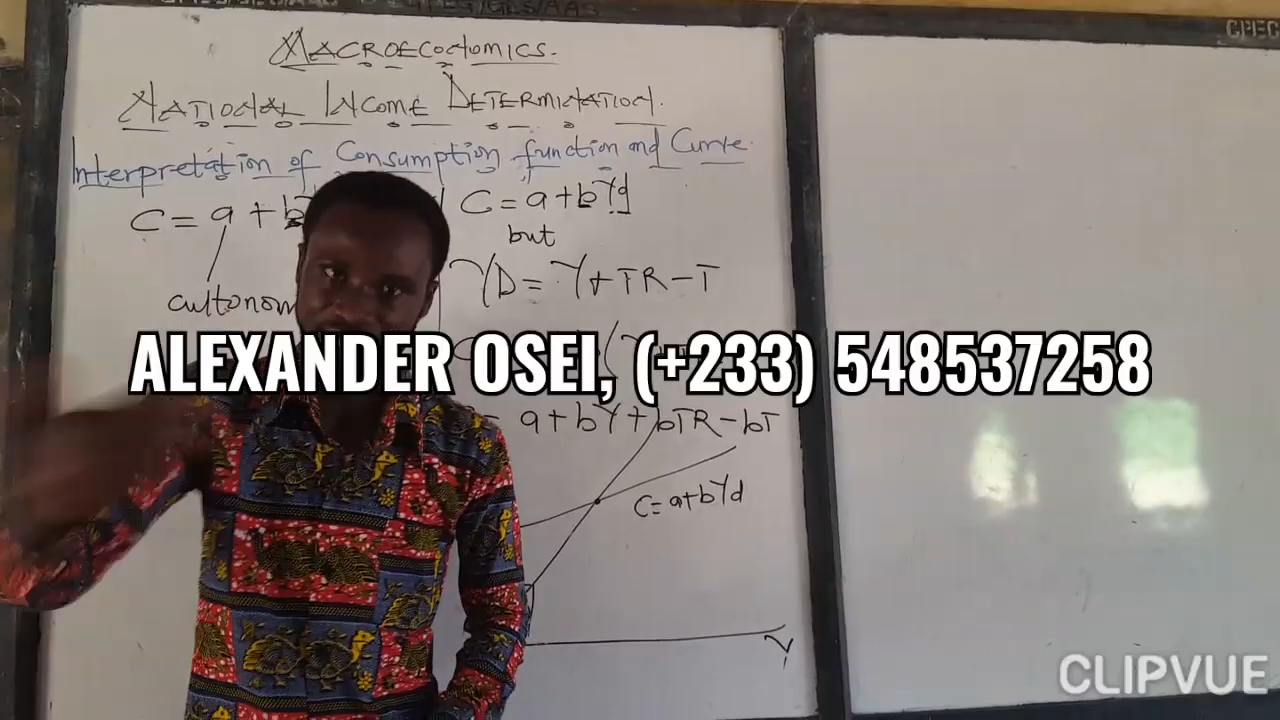 MACROECONOMICS.
NATIONAL INCOME DETERMINATION.
Interpretation of Consumption function and Curve
C = a + b
C = a + bYd
but
YD = Y + TR - T
ALEXANDER OSEI, (+233) 548537258
= a + bY + bTR - bT
C = a + bYd
Y
CLIPVUE